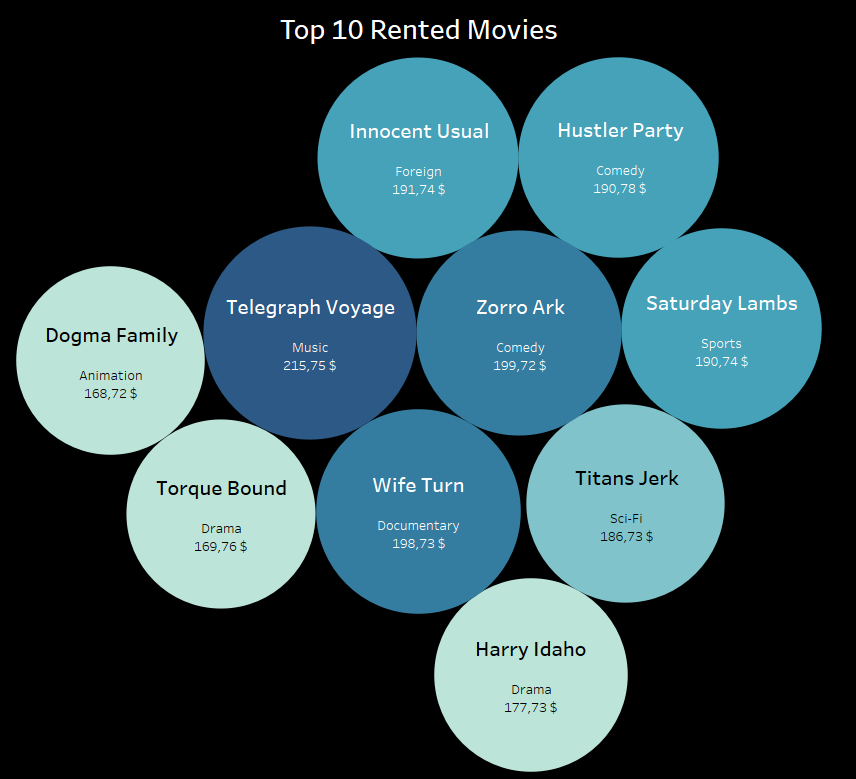 Top 10 Rented Movies
Innocent Usual
Foreign
191,74 $
Hustler Party
Comedy
190,78 $
Dogma Family
Animation
168,72 $
Telegraph Voyage
Music
215,75 $
Zorro Ark
Comedy
199,72 $
Saturday Lambs
Sports
190,74 $
Torque Bound
Drama
169,76 $
Wife Turn
Documentary
198,73 $
Titans Jerk
Sci-Fi
186,73 $
Harry Idaho
Drama
177,73 $